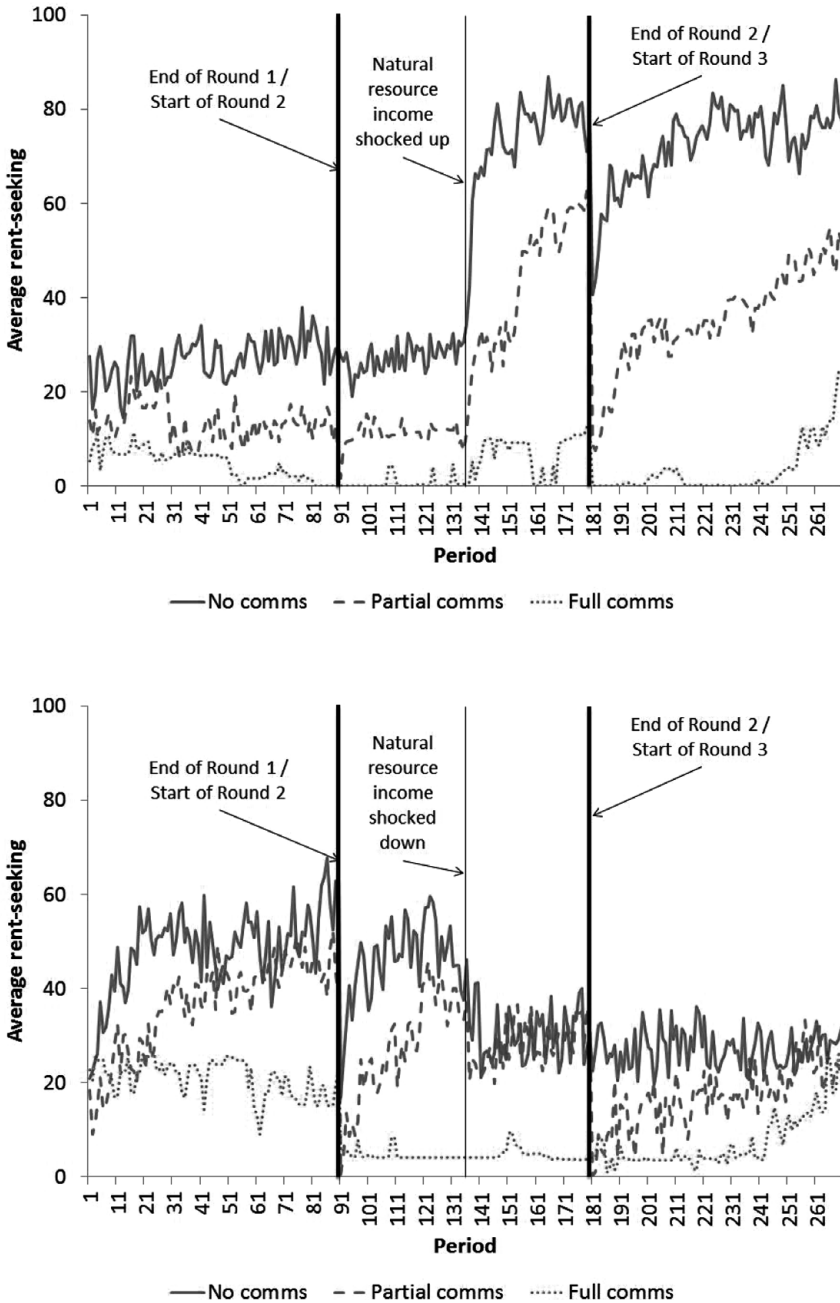 100
80
60
40
20
0
Average rent-seeking
End of Round 1 /
Start of Round 2
Natural
resource
income
shocked up
End of Round 2 /
Start of Round 3
1
11
21
31
41
51
61
71
81
91
101
111
121
131
141
151
161
171
181
191
201
211
221
231
241
251
261
Period
No comms
Partial comms
Full comms
100
80
60
40
20
0
Average rent-seeking
End of Round 1 /
Start of Round 2
Natural
resource
income
shocked
down
End of Round 2 /
Start of Round 3
1
11
21
31
41
51
61
71
81
91
101
111
121
131
141
151
161
171
181
191
201
211
221
231
241
251
261
Period
No comms
Partial comms
Full comms